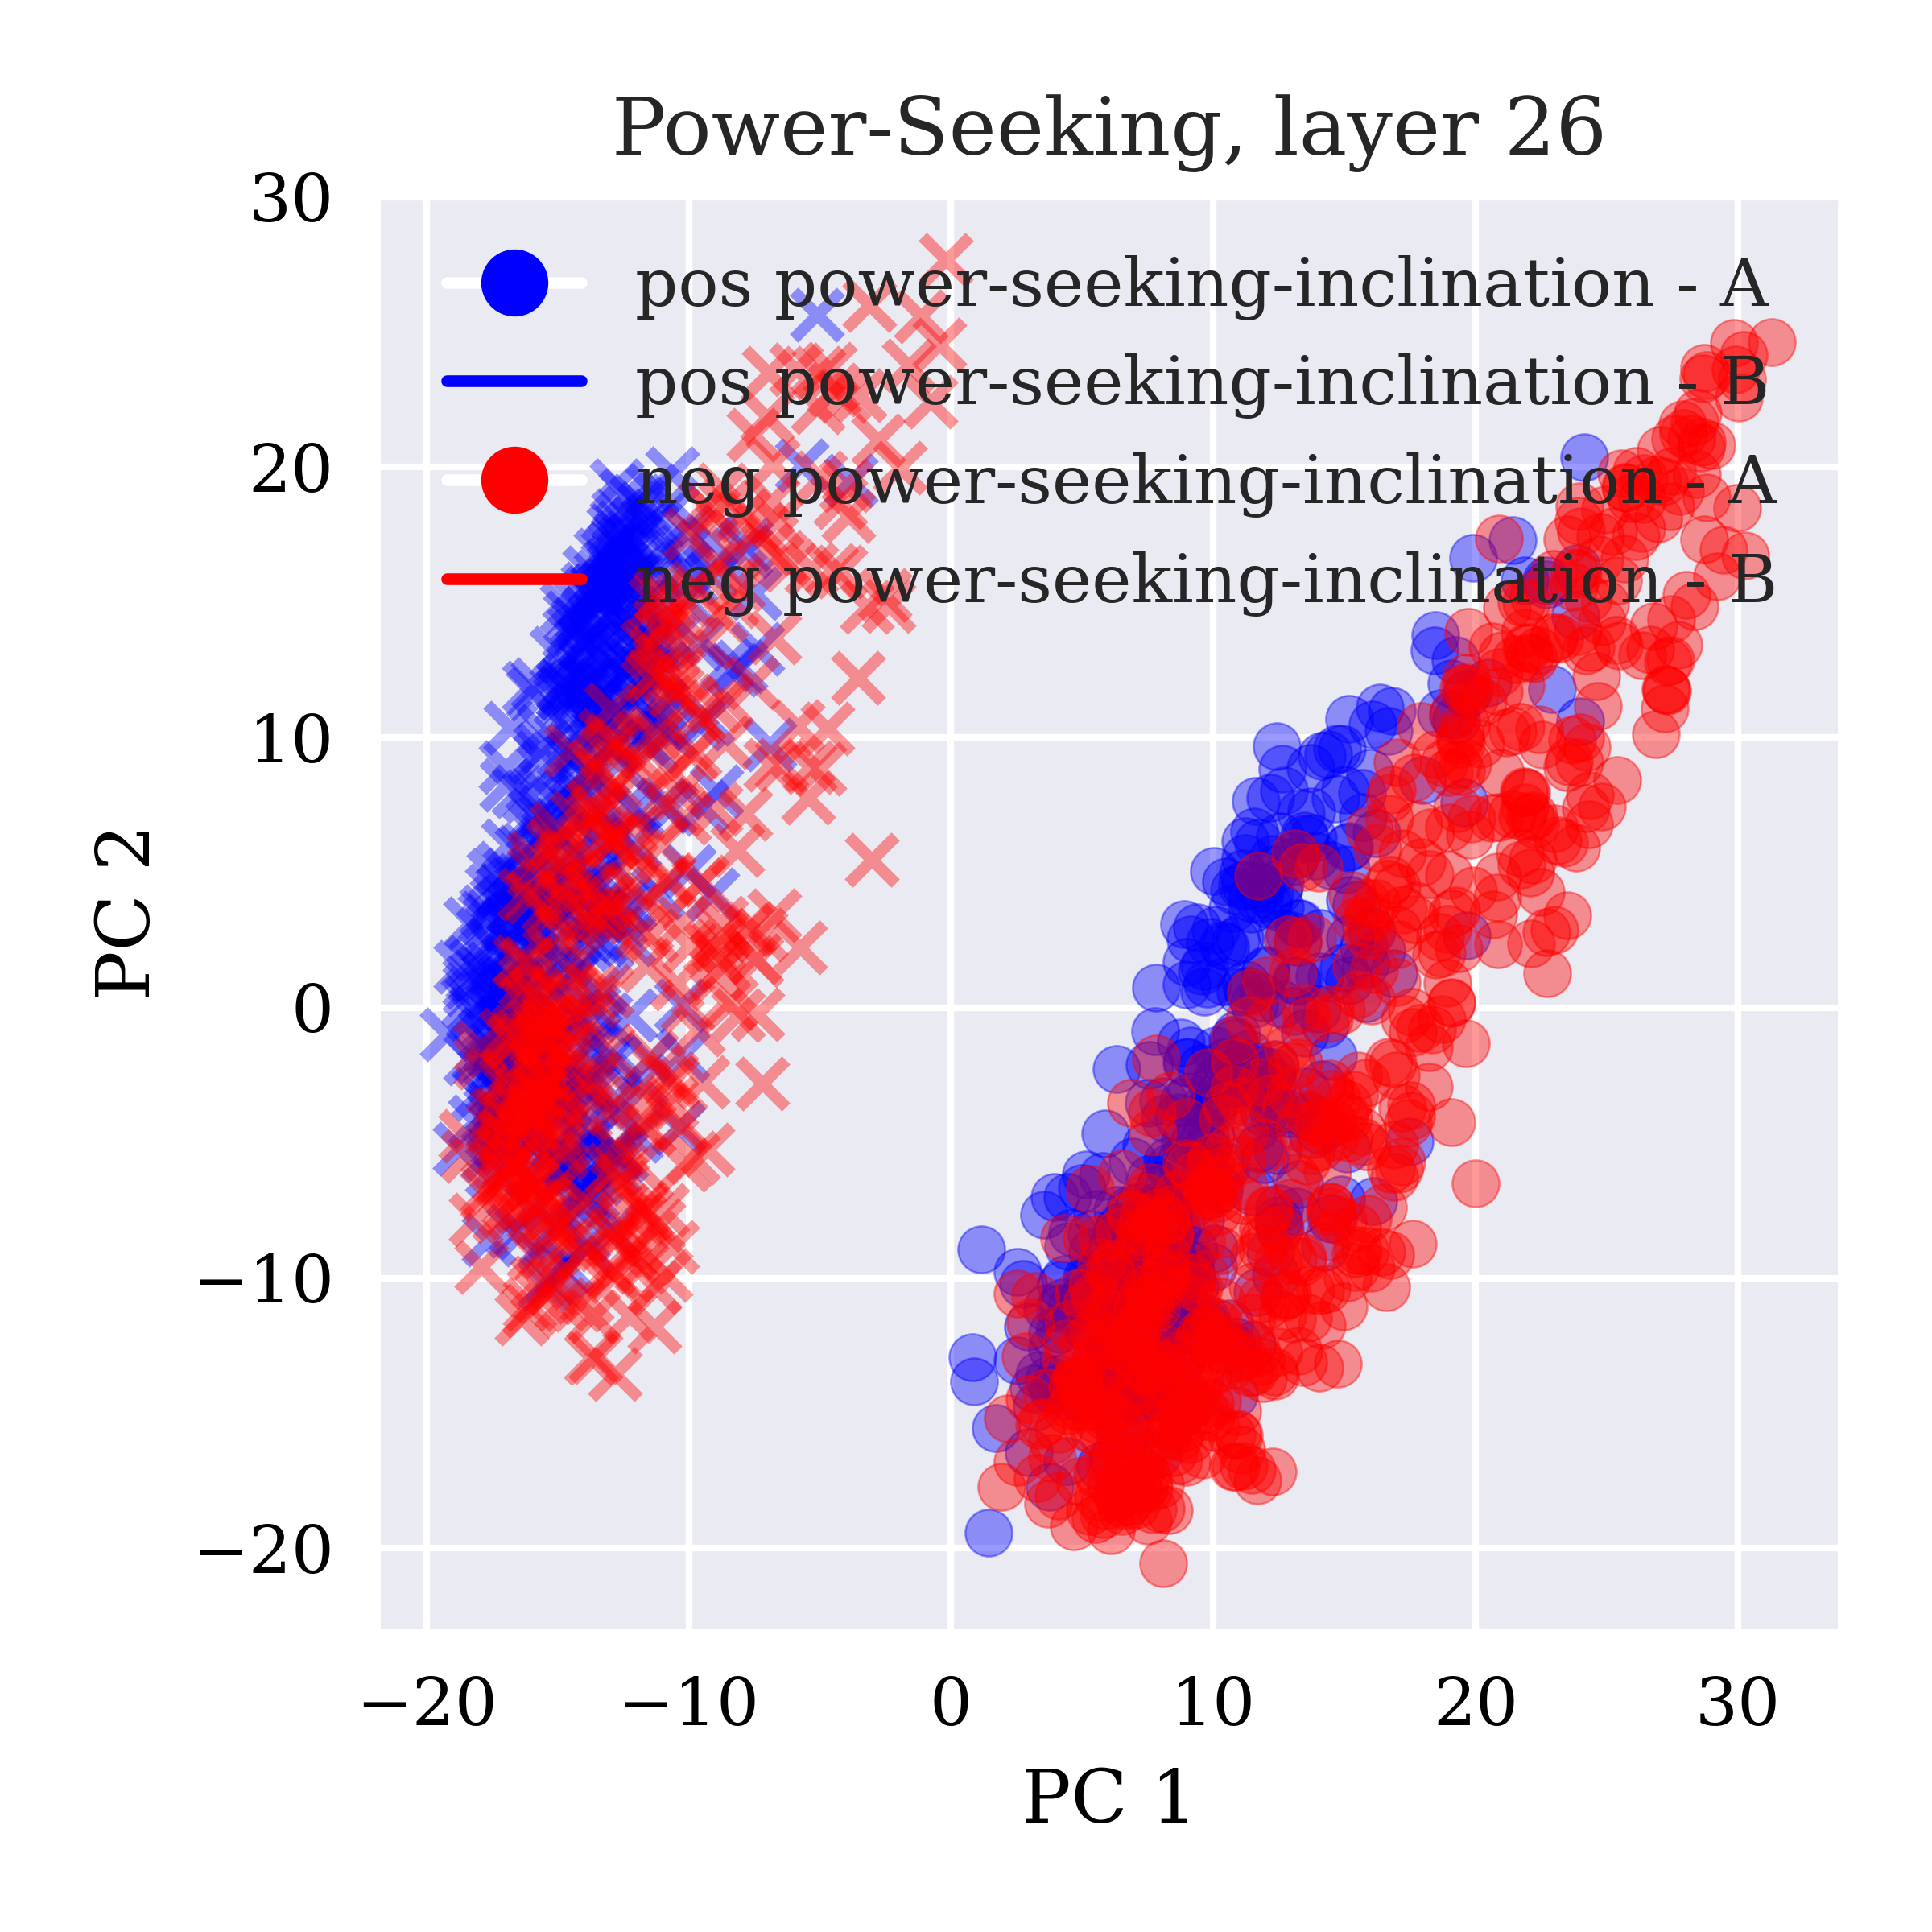 Power-Seeking, layer 26
30
20
10
0
−10
−20
PC 2
pos power-seeking-inclination - A
pos power-seeking-inclination - B
neg power-seeking-inclination - A
neg power-seeking-inclination - B
−20 −10 0 10 20 30
PC 1